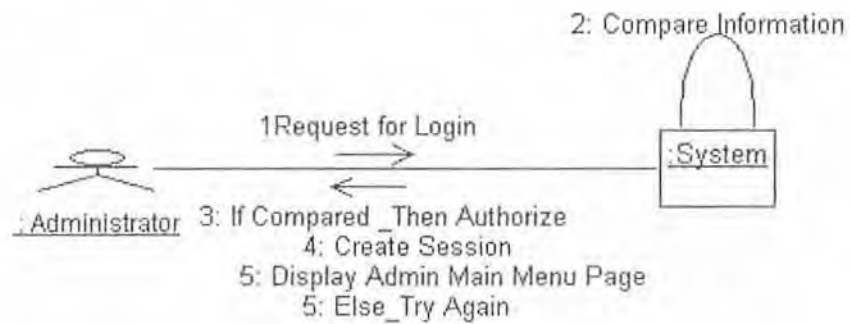 2: Compare Information
1Request for Login
:System
: Administrator
3: If Compared _Then Authorize
4: Create Session
5: Display Admin Main Menu Page
5: Else_Try Again